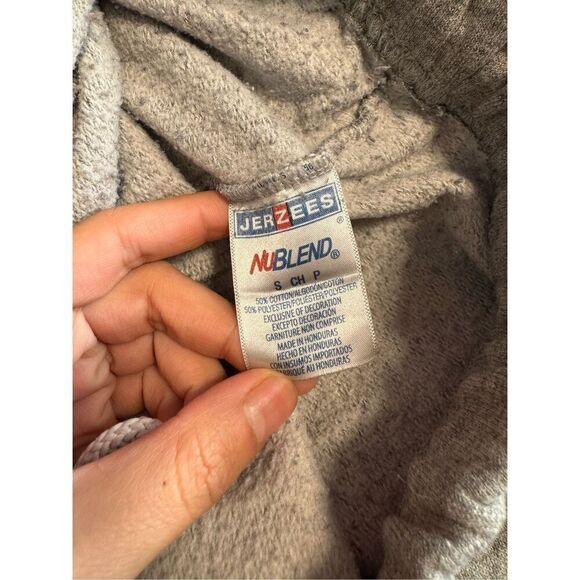 JERZEES®
NUBLEND®
S CH P
50% COTTON/ALGODÓN/COTON
50% POLYESTER/POLIÉSTER/POLYESTER
EXCLUSIVE OF DECORATION
EXCEPTO DECORACIÓN
GARNITURE NON COMPRISE
MADE IN HONDURAS
HECHO EN HONDURAS
CON INSUMOS IMPORTADOS
FABRIQUÉ AU HONDURAS